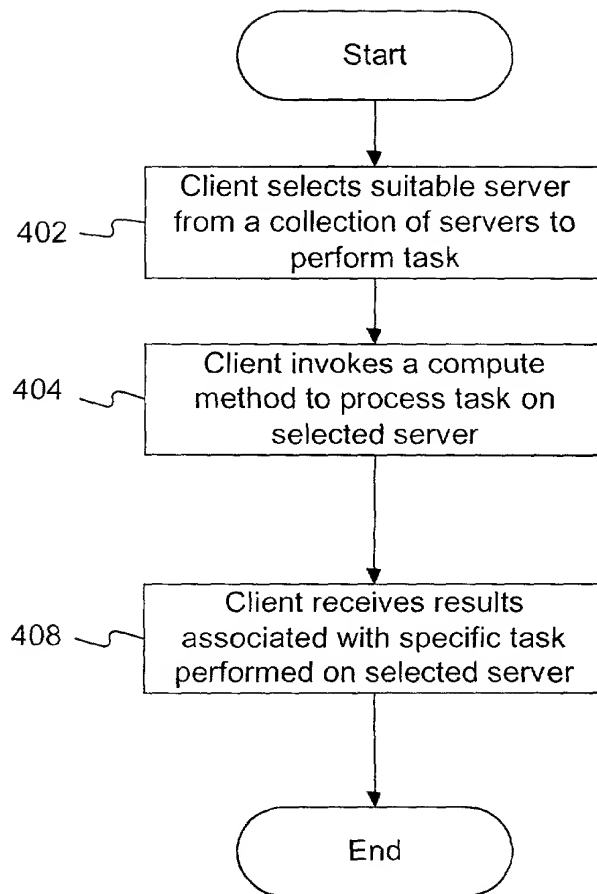 Start
402
Client selects suitable server
from a collection of servers to
perform task
404
Client invokes a compute
method to process task on
selected server
408
Client receives results
associated with specific task
performed on selected server
End